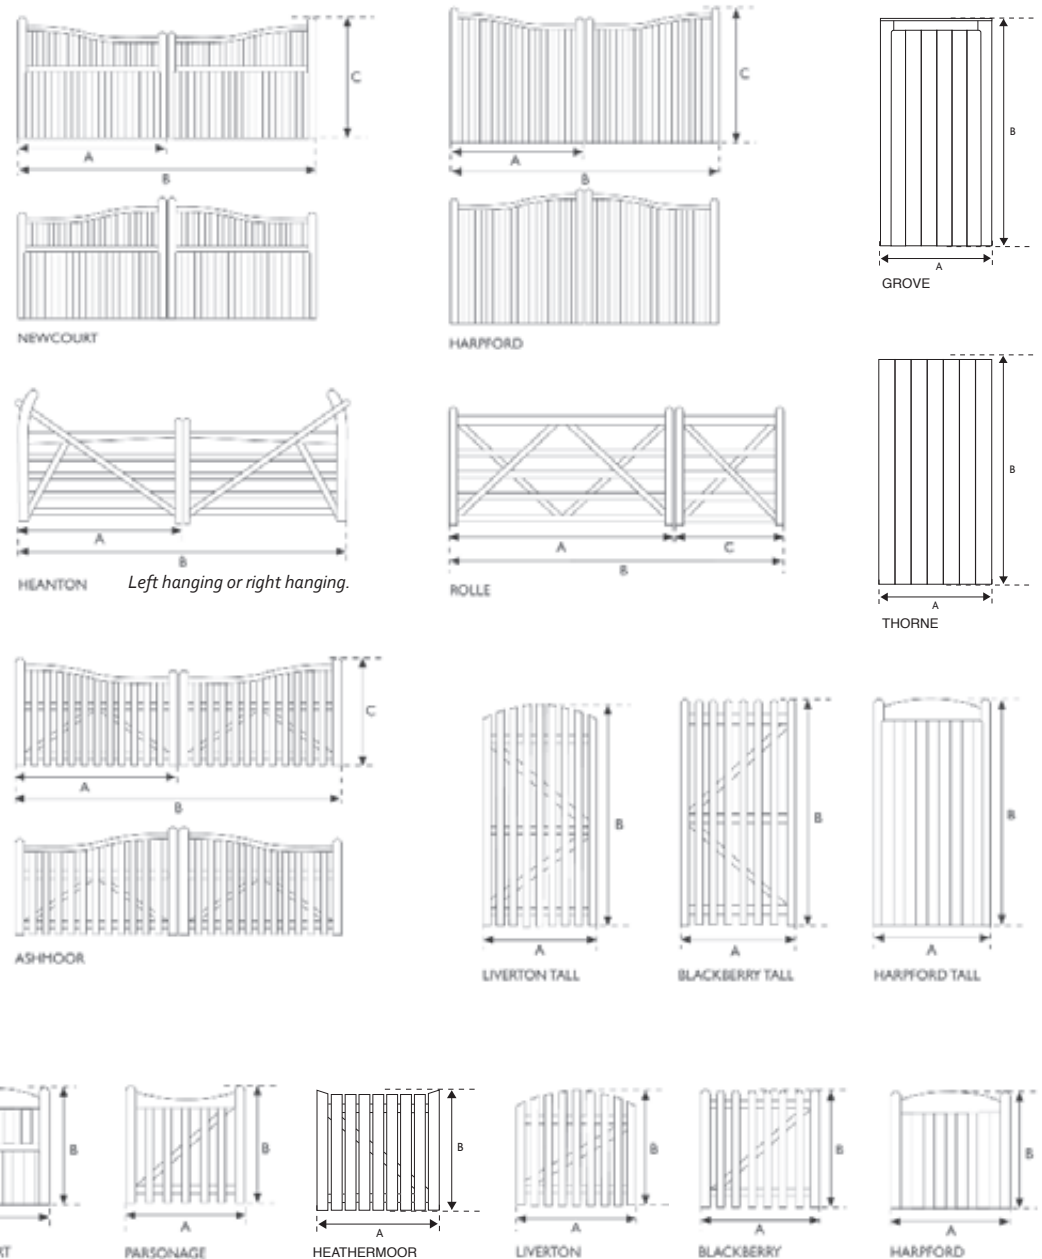 C
A
B
NEWCOURT
C
A
B
HARPFORD
B
A
GROVE
A
B
HEANTON
Left hanging or right hanging.
A
C
B
ROLLE
B
A
THORNE
C
A
B
ASHMOOR
B
A
LIVERTON TALL
B
A
BLACKBERRY TALL
B
A
HARPFORD TALL
B
RT
B
A
PARSONAGE
B
A
HEATHERMOOR
B
A
LIVERTON
B
A
BLACKBERRY
B
A
HARPFORD